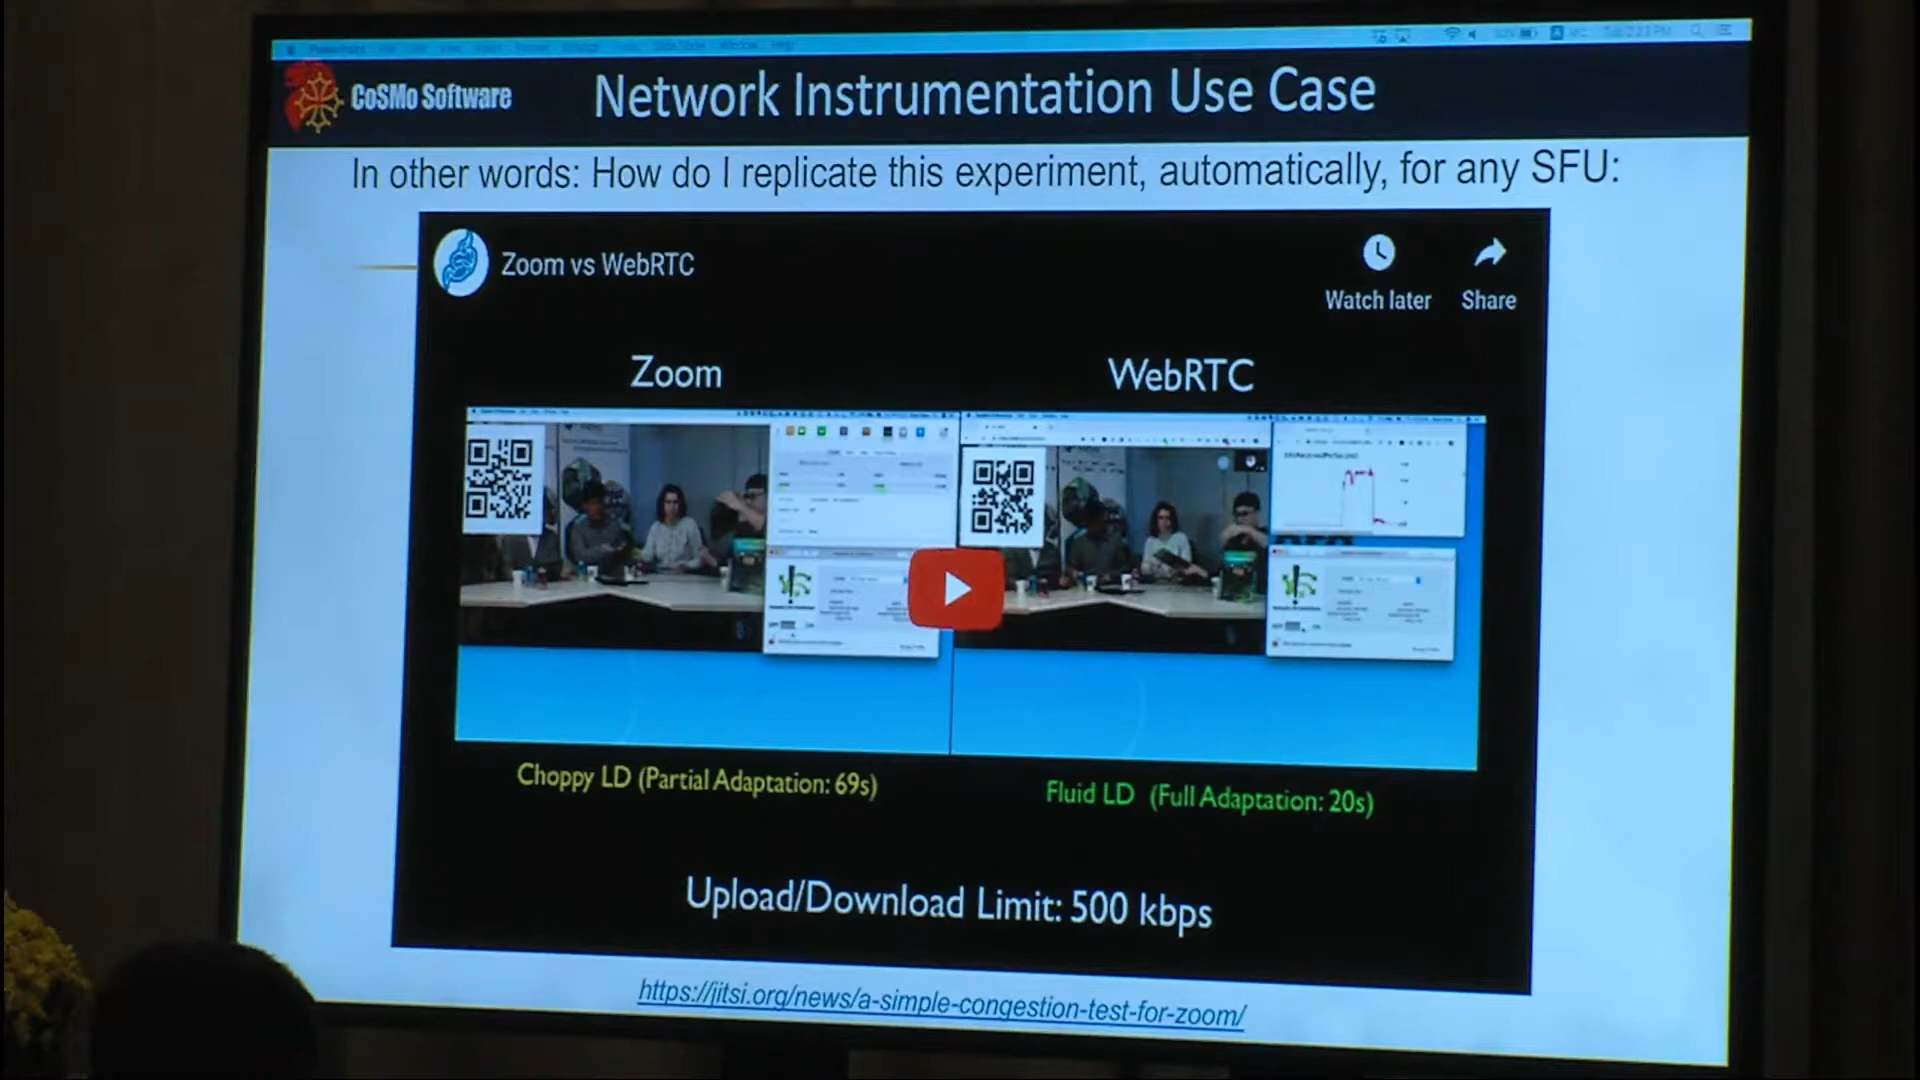 CoSMo Software
Network Instrumentation Use Case
In other words: How do I replicate this experiment, automatically, for any SFU:
Zoom vs WebRTC
Watch later
Share
Zoom
WebRTC
Choppy LD (Partial Adaptation: 69s)
Fluid LD (Full Adaptation: 20s)
Upload/Download Limit: 500 kbps
https://jitsi.org/news/a-simple-congestion-test-for-zoom/